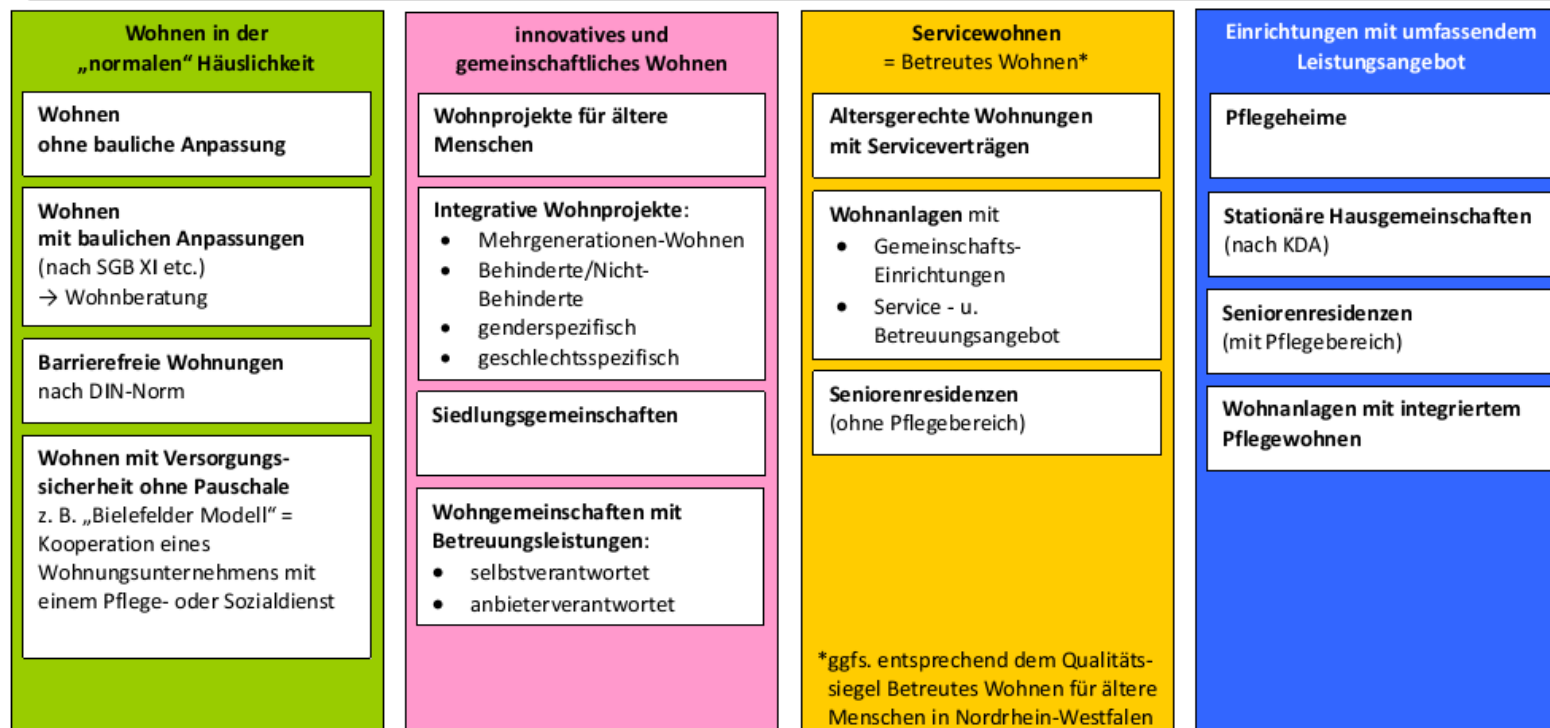 Wohnen in der
„normalen“ Häuslichkeit
Wohnen
ohne bauliche Anpassung
Wohnen
mit baulichen Anpassungen
(nach SGB XI etc.)
→ Wohnberatung
Barrierefreie Wohnungen
nach DIN-Norm
Wohnen mit Versorgungs-
sicherheit ohne Pauschale
z. B. „Bielefelder Modell“ =
Kooperation eines
Wohnungsunternehmens mit
einem Pflege- oder Sozialdienst
innovatives und
gemeinschaftliches Wohnen
Wohnprojekte für ältere
Menschen
Integrative Wohnprojekte:
• Mehrgenerationen-Wohnen
• Behinderte/Nicht-
Behinderte
• genderspezifisch
• geschlechtsspezifisch
Siedlungsgemeinschaften
Wohngemeinschaften mit
Betreuungsleistungen:
• selbstverantwortet
• anbieterverantwortet
Servicewohnen
= Betreutes Wohnen*
Altersgerechte Wohnungen
mit Serviceverträgen
Wohnanlagen mit
• Gemeinschafts-
Einrichtungen
• Service - u.
Betreuungsangebot
Seniorenresidenzen
(ohne Pflegebereich)
*ggfs. entsprechend dem Qualitäts-
siegel Betreutes Wohnen für ältere
Menschen in Nordrhein-Westfalen
Einrichtungen mit umfassendem
Leistungsangebot
Pflegeheime
Stationäre Hausgemeinschaften
(nach KDA)
Seniorenresidenzen
(mit Pflegebereich)
Wohnanlagen mit integriertem
Pflegewohnen